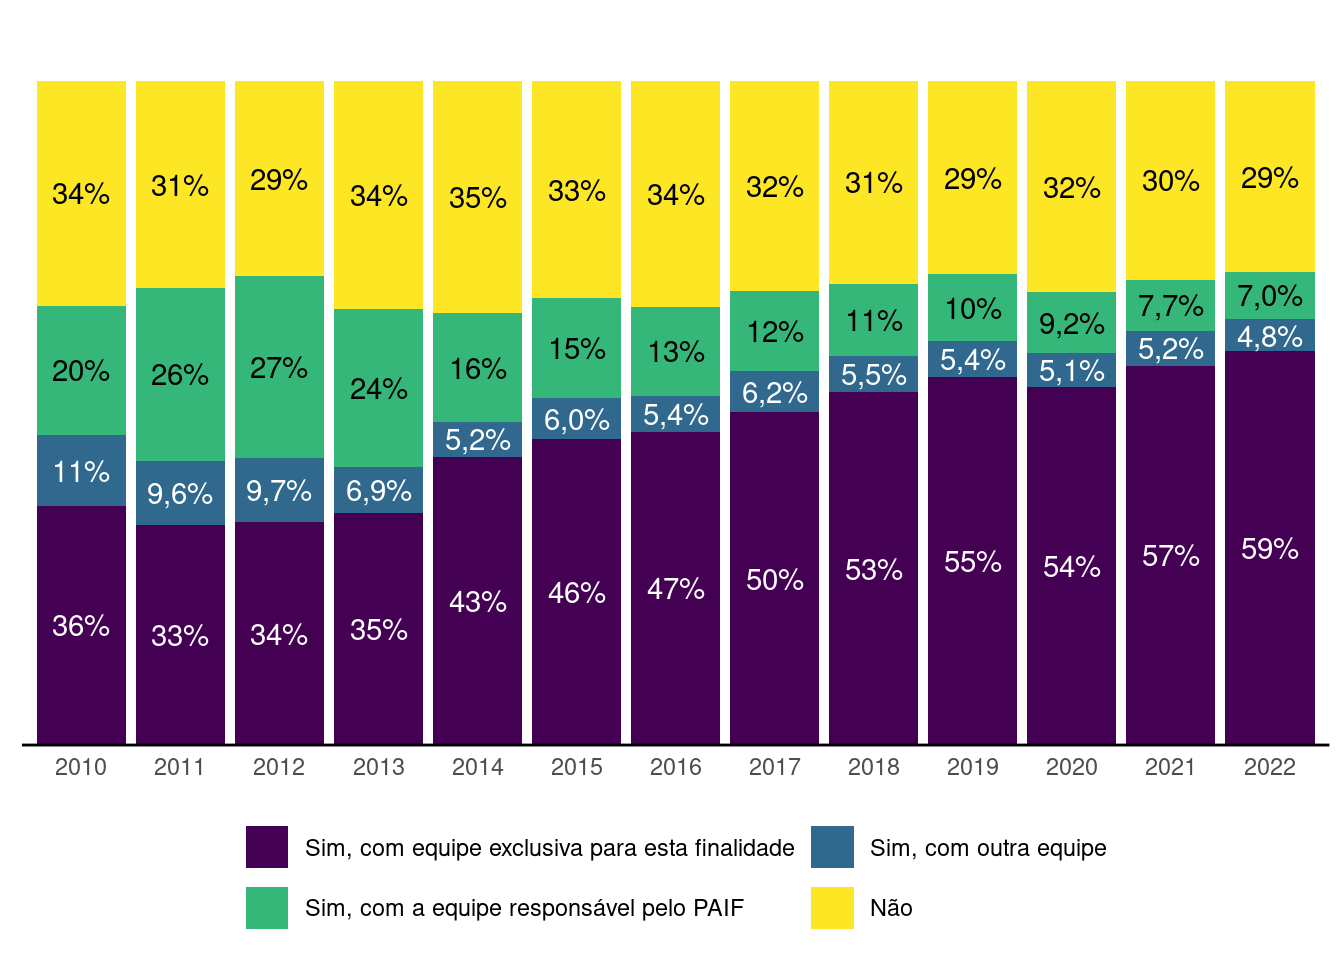 34% 31% 29% 34% 35% 33% 34% 32% 31% 29% 32% 30% 29%
20% 26% 27% 24% 16% 15% 13% 12% 11% 10% 9,2% 7,7% 7,0%
11% 9,6% 9,7% 6,9% 5,2% 6,0% 5,4% 6,2% 5,5% 5,4% 5,1% 5,2% 4,8%
36% 33% 34% 35% 43% 46% 47% 50% 53% 55% 54% 57% 59%
2010 2011 2012 2013 2014 2015 2016 2017 2018 2019 2020 2021 2022
Sim, com equipe exclusiva para esta finalidade Sim, com outra equipe
Sim, com a equipe responsável pelo PAIF Não